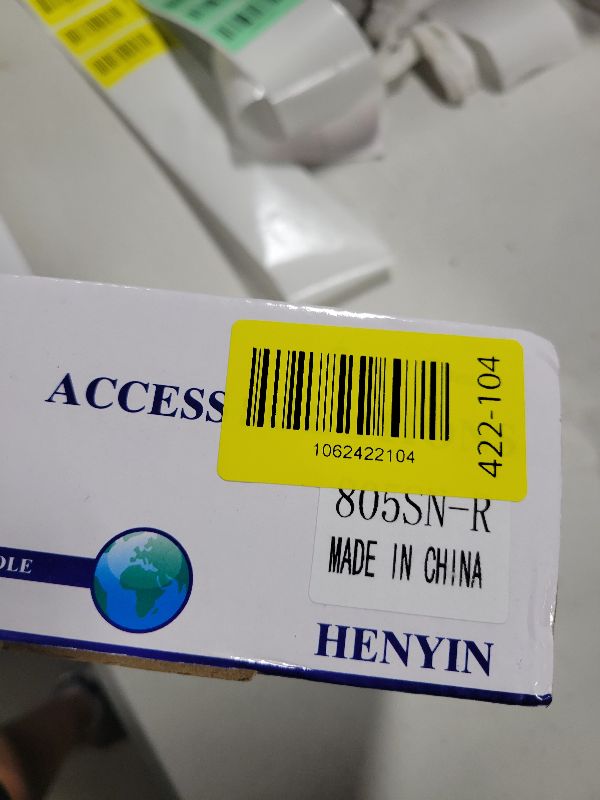 ACCESS
1062422104
422-104
805SN-R
MADE IN CHINA
OLE
HENYIN